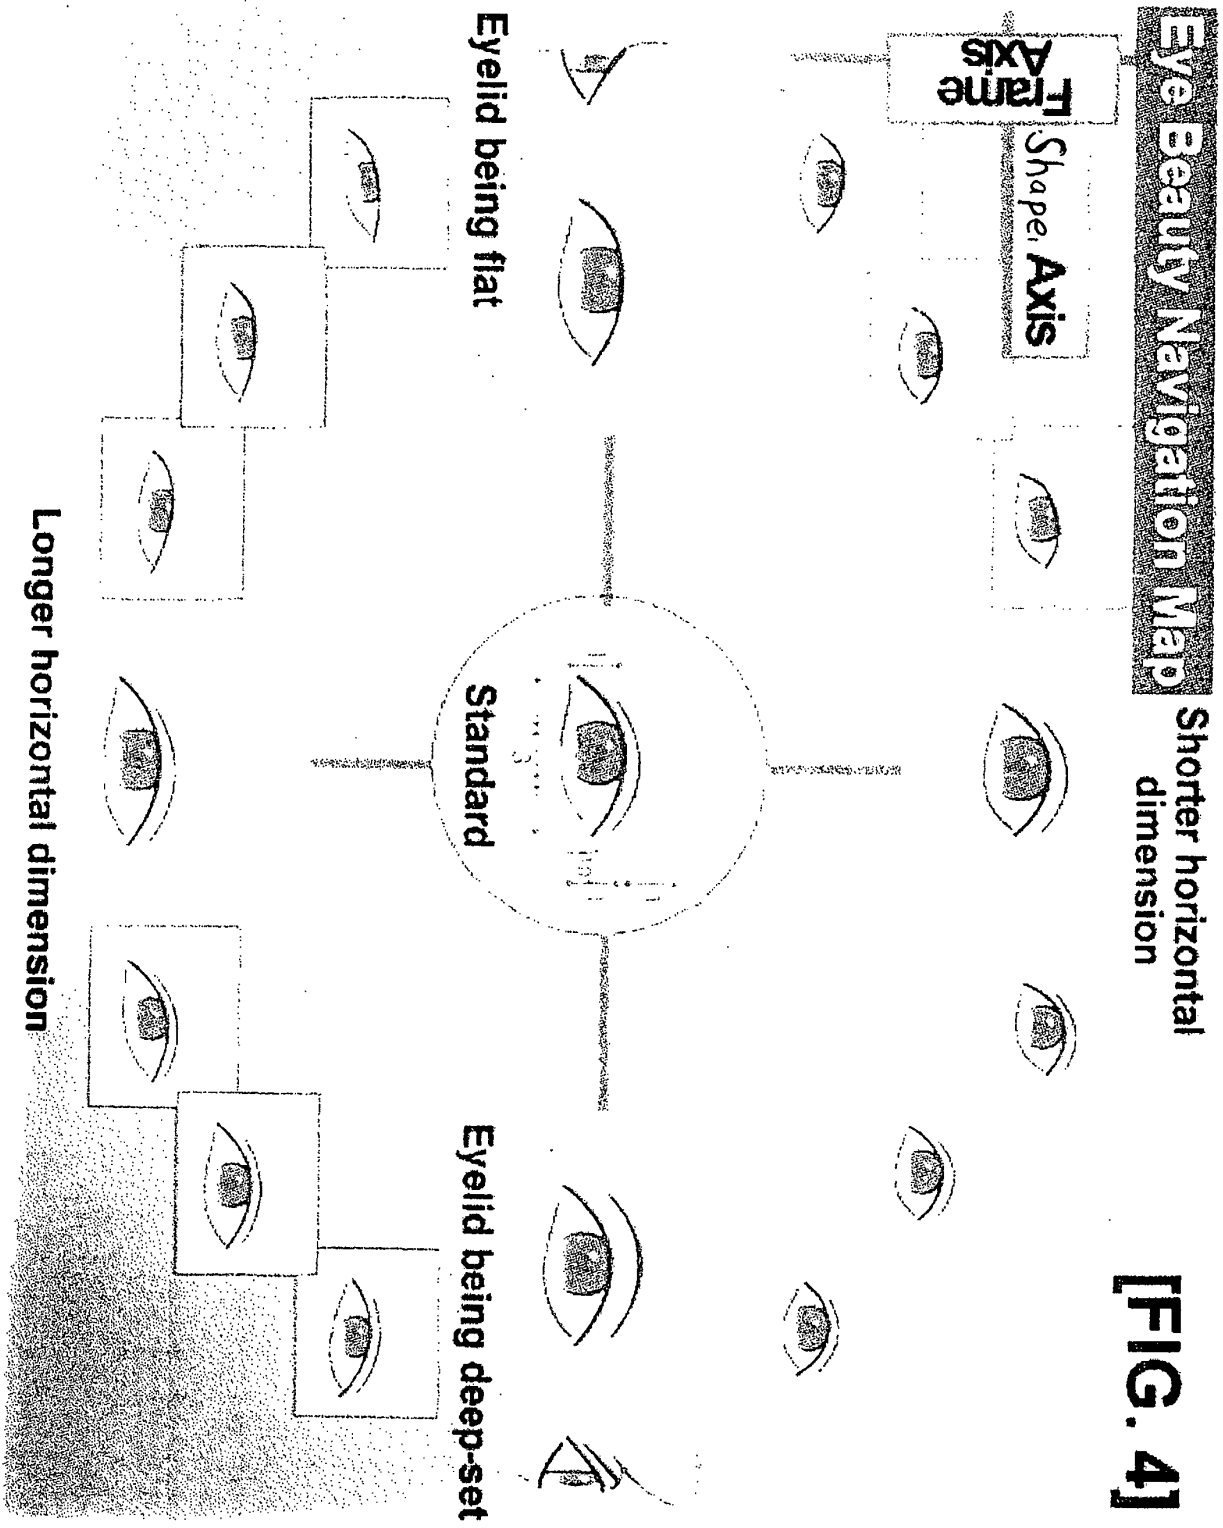 [FIG. 4]
Eye Beauty Navigation Map
Shorter horizontal
dimension
Frame
Axis
Shape Axis
Eyelid being flat
Standard
Eyelid being deep-set
Longer horizontal dimension